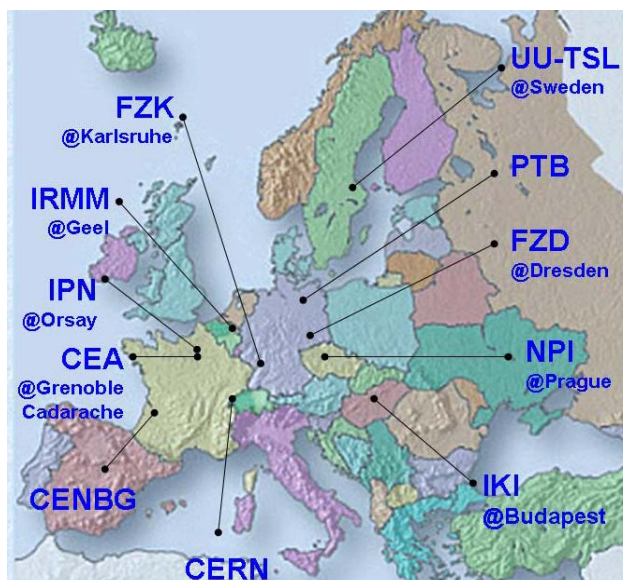 UU-TSL
@Sweden
FZK
@Karlsruhe
PTB
IRMM
@Geel
FZD
@Dresden
IPN
@Orsay
CEA
@Grenoble
Cadarache
NPI
@Prague
CENBG
IKI
@Budapest
CERN